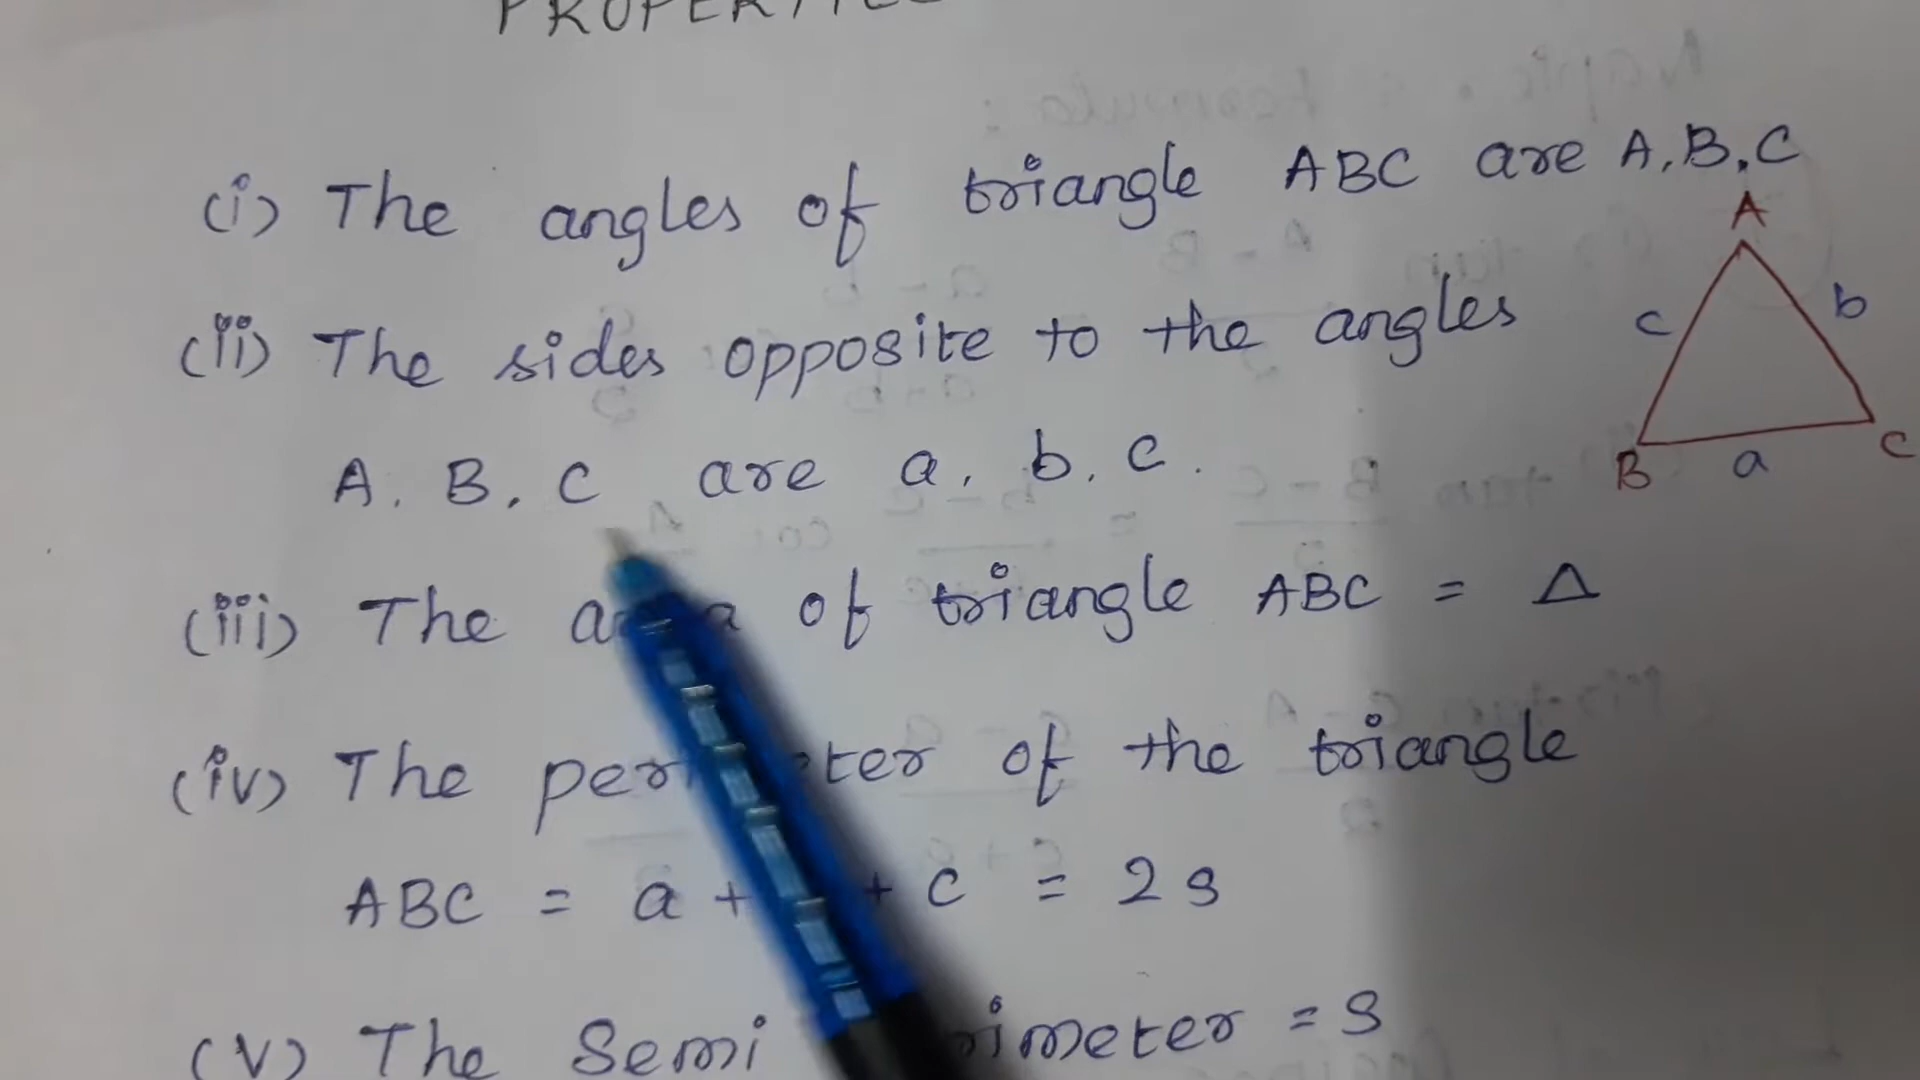 (i) The angles of triangle ABC are A, B, C
A
c
b
(ii) The sides opposite to the angles
A, B, C are a, b, c.
B
a
C
(iii) The of triangle ABC = Δ
(iv) The of the triangle
ABC = a + + c = 2s
(v) The Semi = s